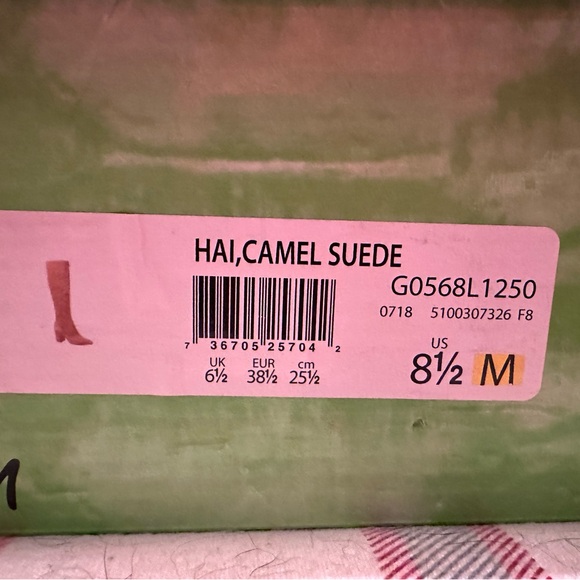 HAI,CAMEL SUEDE
G0568L1250
0718 5100307326 F8
7 36705 25704 2
UK EUR cm
6½ 38½ 25½
US
8½ M